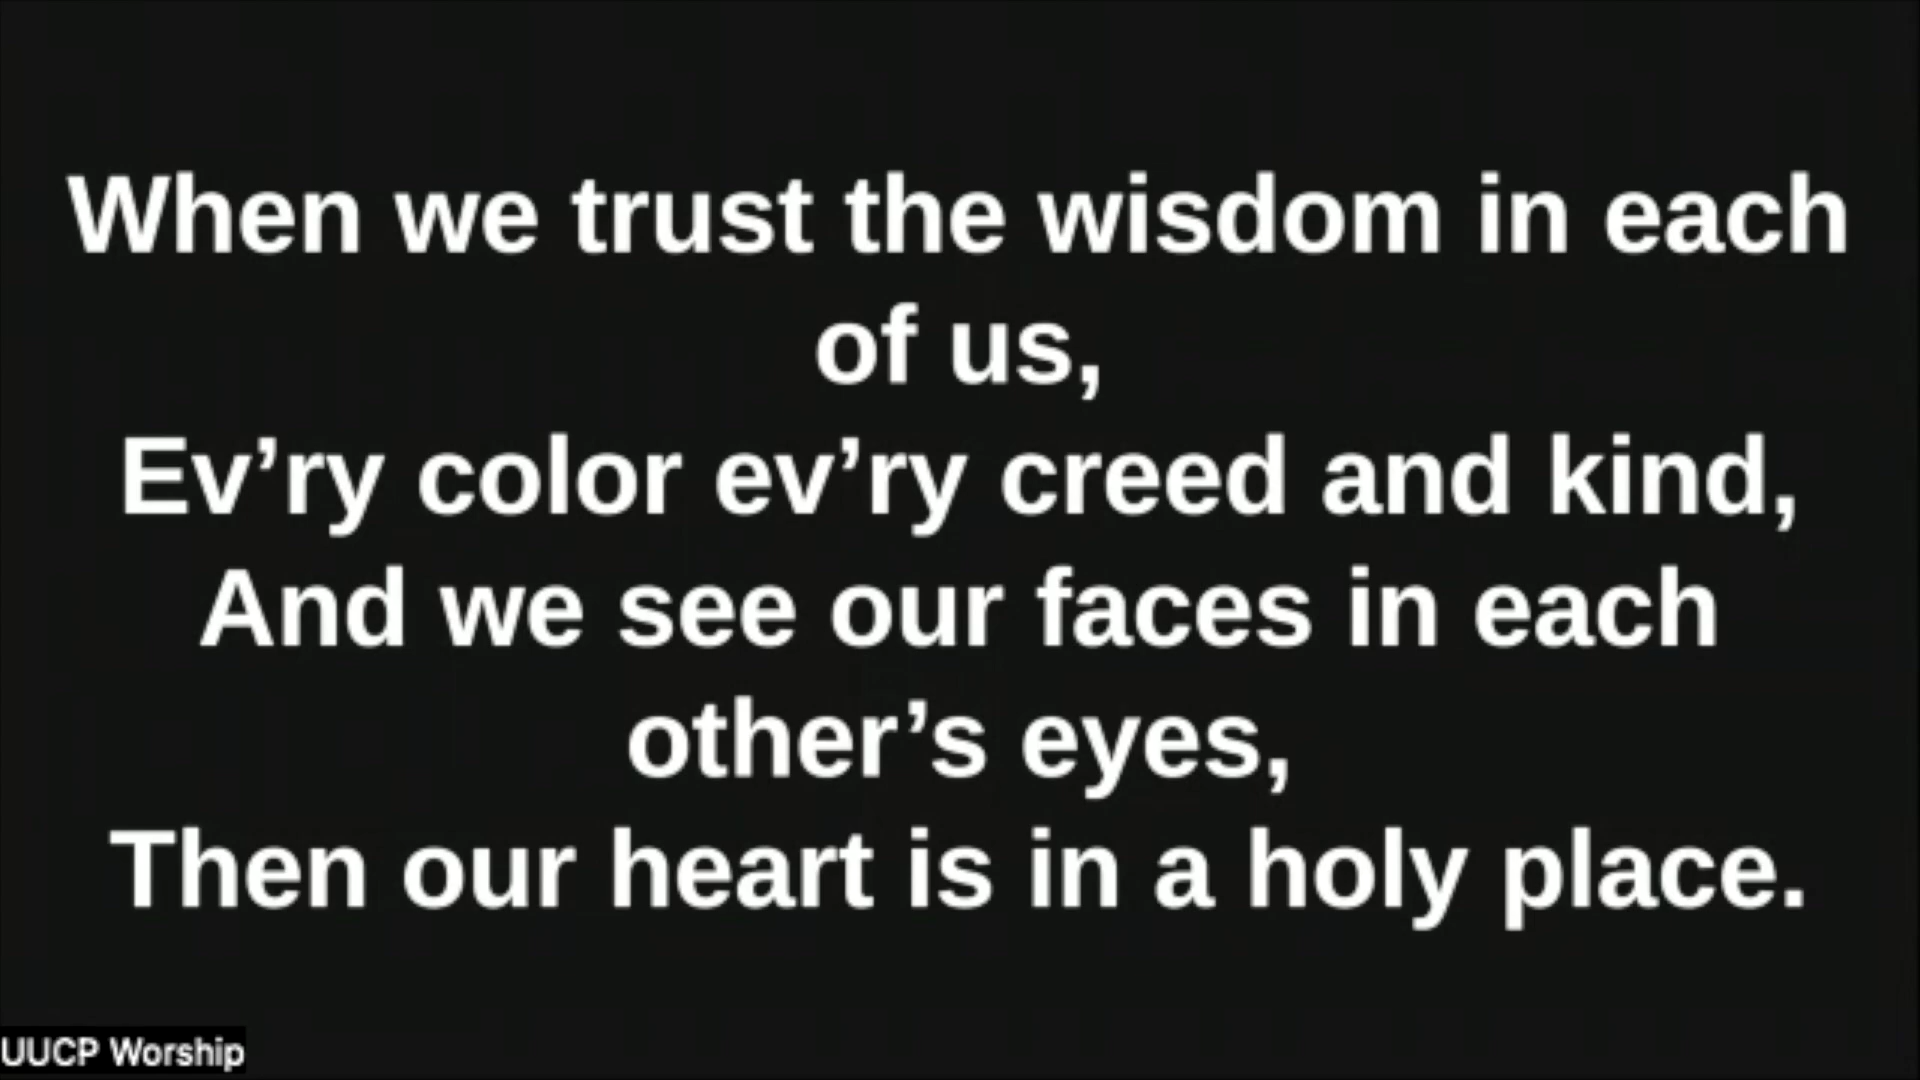 When we trust the wisdom in each
of us,
Ev’ry color ev’ry creed and kind,
And we see our faces in each
other’s eyes,
Then our heart is in a holy place.
UUCP Worship